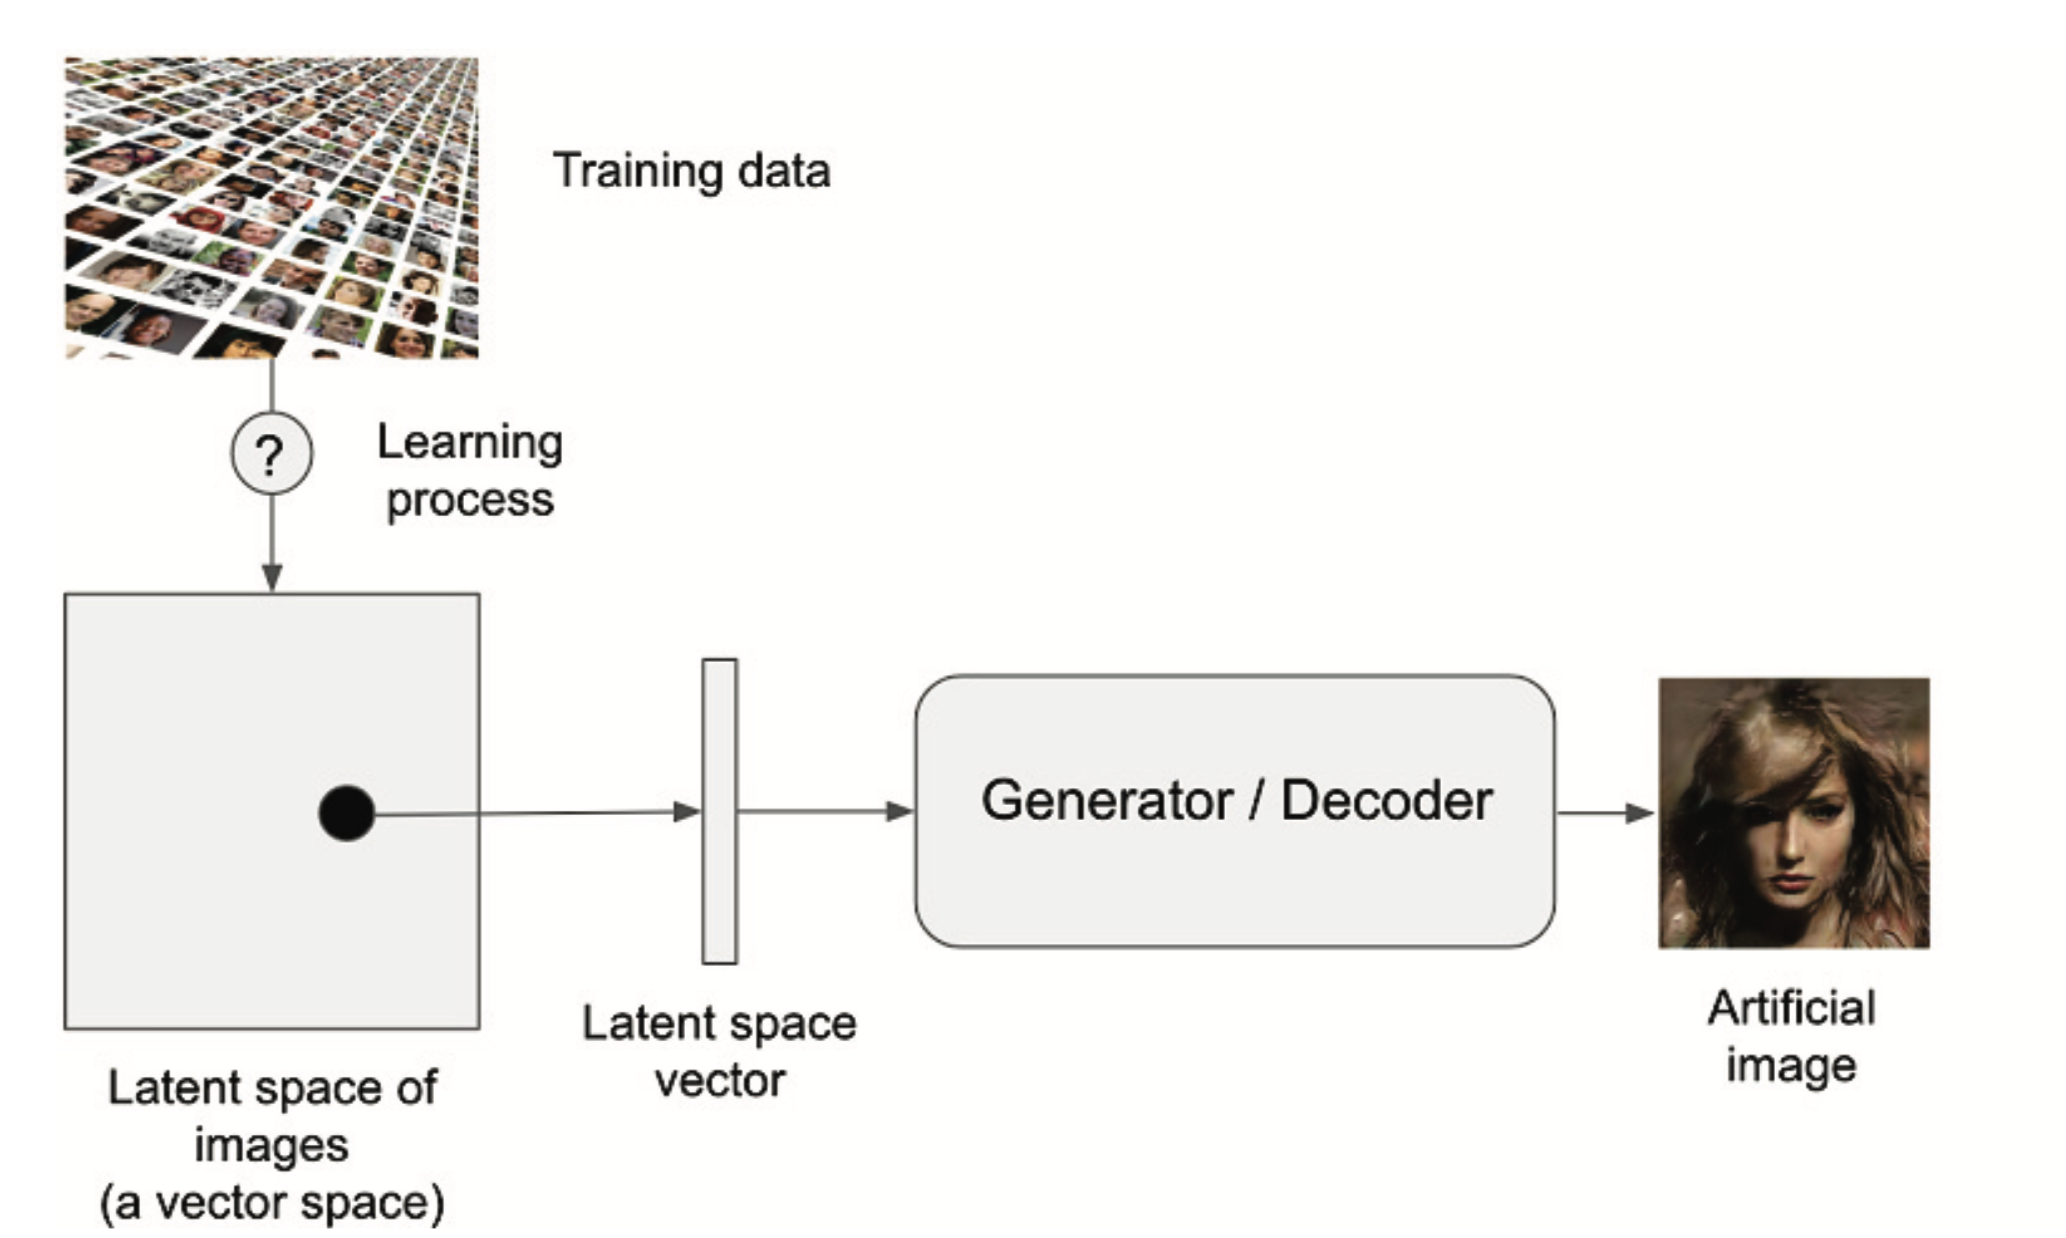 Training data
?
Learning
process
Generator / Decoder
Latent space of
images
(a vector space)
Latent space
vector
Artificial
image